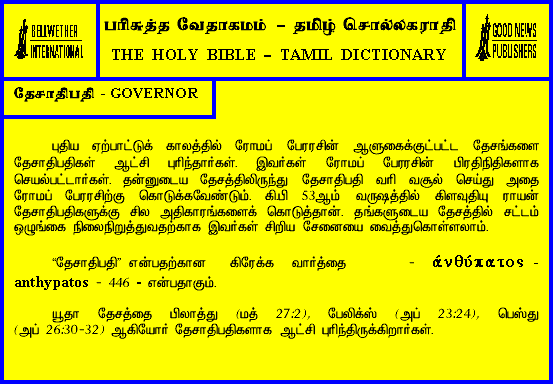 BELLWETHER
INTERNATIONAL
பரிசுத்த வேதாகமம் – தமிழ் சொல்லகராதி
THE HOLY BIBLE – TAMIL DICTIONARY
GOOD NEWS
PUBLISHERS
தேசாதிபதி - GOVERNOR
புதிய ஏற்பாட்டுக் காலத்தில் ரோமப் பேரரசின் ஆளுகைக்குட்பட்ட தேசங்களை
தேசாதிபதிகள் ஆட்சி புரிந்தார்கள். இவர்கள் ரோமப் பேரரசின் பிரதிநிதிகளாக
செயல்பட்டார்கள். தன்னுடைய தேசத்திலிருந்து தேசாதிபதி வரி வசூல் செய்து அதை
ரோமப் பேரரசிற்கு கொடுக்கவேண்டும். கி.பி 53ஆம் வருஷத்தில் கிளவுதியு ராயன்
தேசாதிபதிகளுக்கு சில அதிகாரங்களைக் கொடுத்தான். தங்களுடைய தேசத்தில் சட்டம்
ஒழுங்கை நிலைநிறுத்துவதற்காக இவர்கள் சிறிய சேனையை வைத்துகொள்ளலாம்.
“தேசாதிபதி” என்பதற்கான கிரேக்க வார்த்தை - άνθύπατος -
anthypatos - 446 - என்பதாகும்.
யூதா தேசத்தை பிலாத்து (மத் 27:2), பேலிக்ஸ் (அப் 23:24), பெஸ்து
(அப் 26:30-32) ஆகியோர் தேசாதிபதிகளாக ஆட்சி புரிந்திருக்கிறார்கள்.